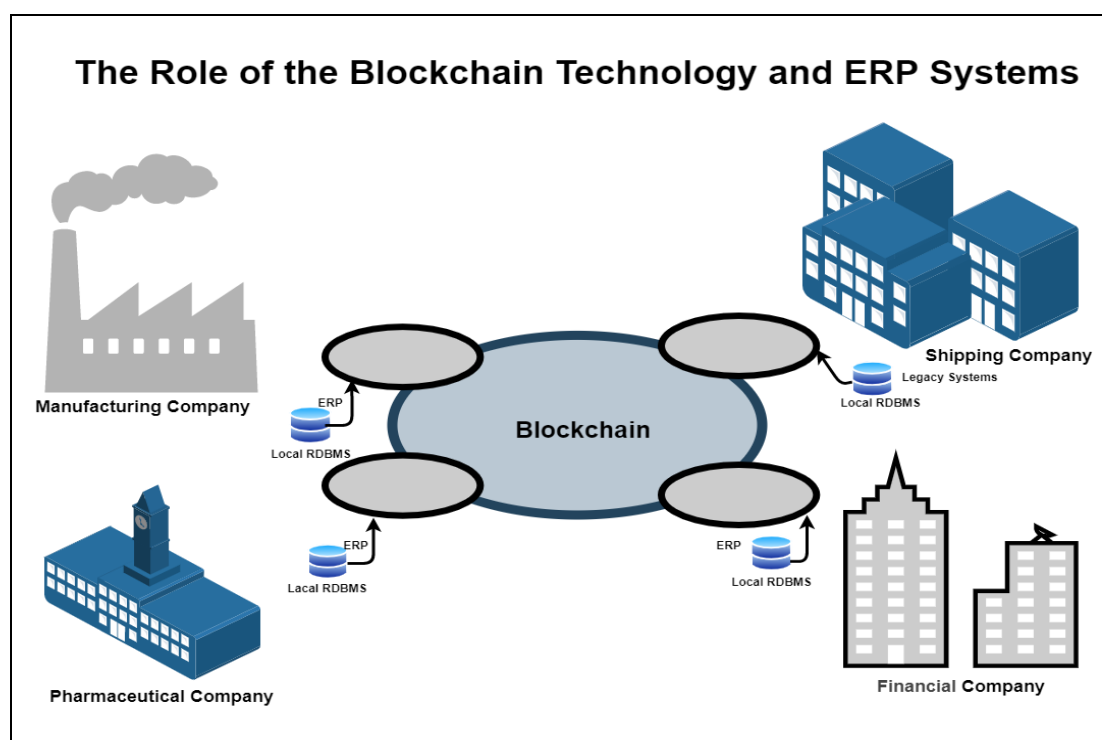 The Role of the Blockchain Technology and ERP Systems
Shipping Company
Legacy Systems
Local RDBMS
Manufacturing Company
ERP
Local RDBMS
Blockchain
ERP
Lacal RDBMS
ERP
Local RDBMS
Pharmaceutical Company
Financial Company